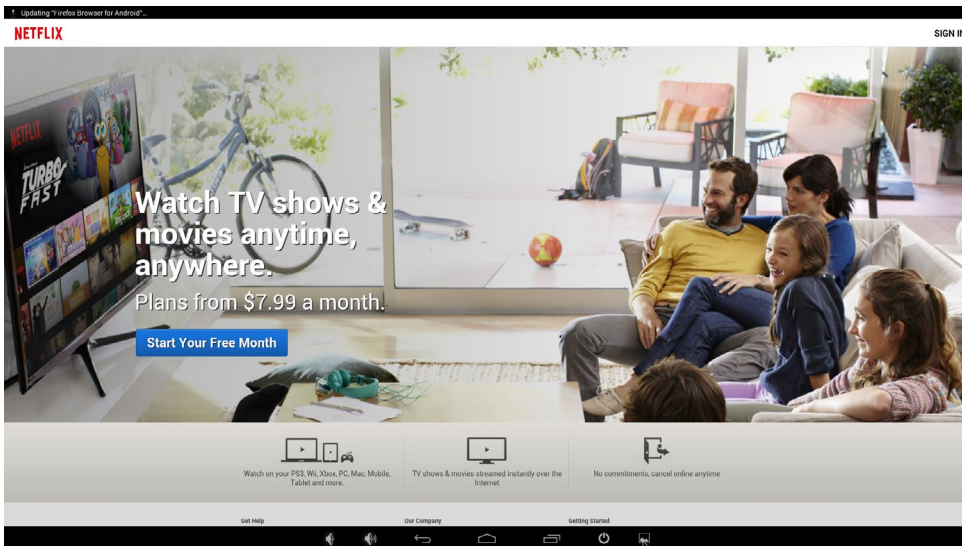 Updating "Firefox Browser for Android"...
NETFLIX
SIGN IN
NETFLIX
TURBO
FAST
Watch TV shows &
movies anytime,
anywhere.
Plans from $7.99 a month.
Start Your Free Month
Watch on your PS3, Wii, Xbox, PC, Mac, Mobile,
Tablet and more.
TV shows & movies streamed instantly over the
Internet
No commitments, cancel online anytime
Get Help
Our Company
Getting Started